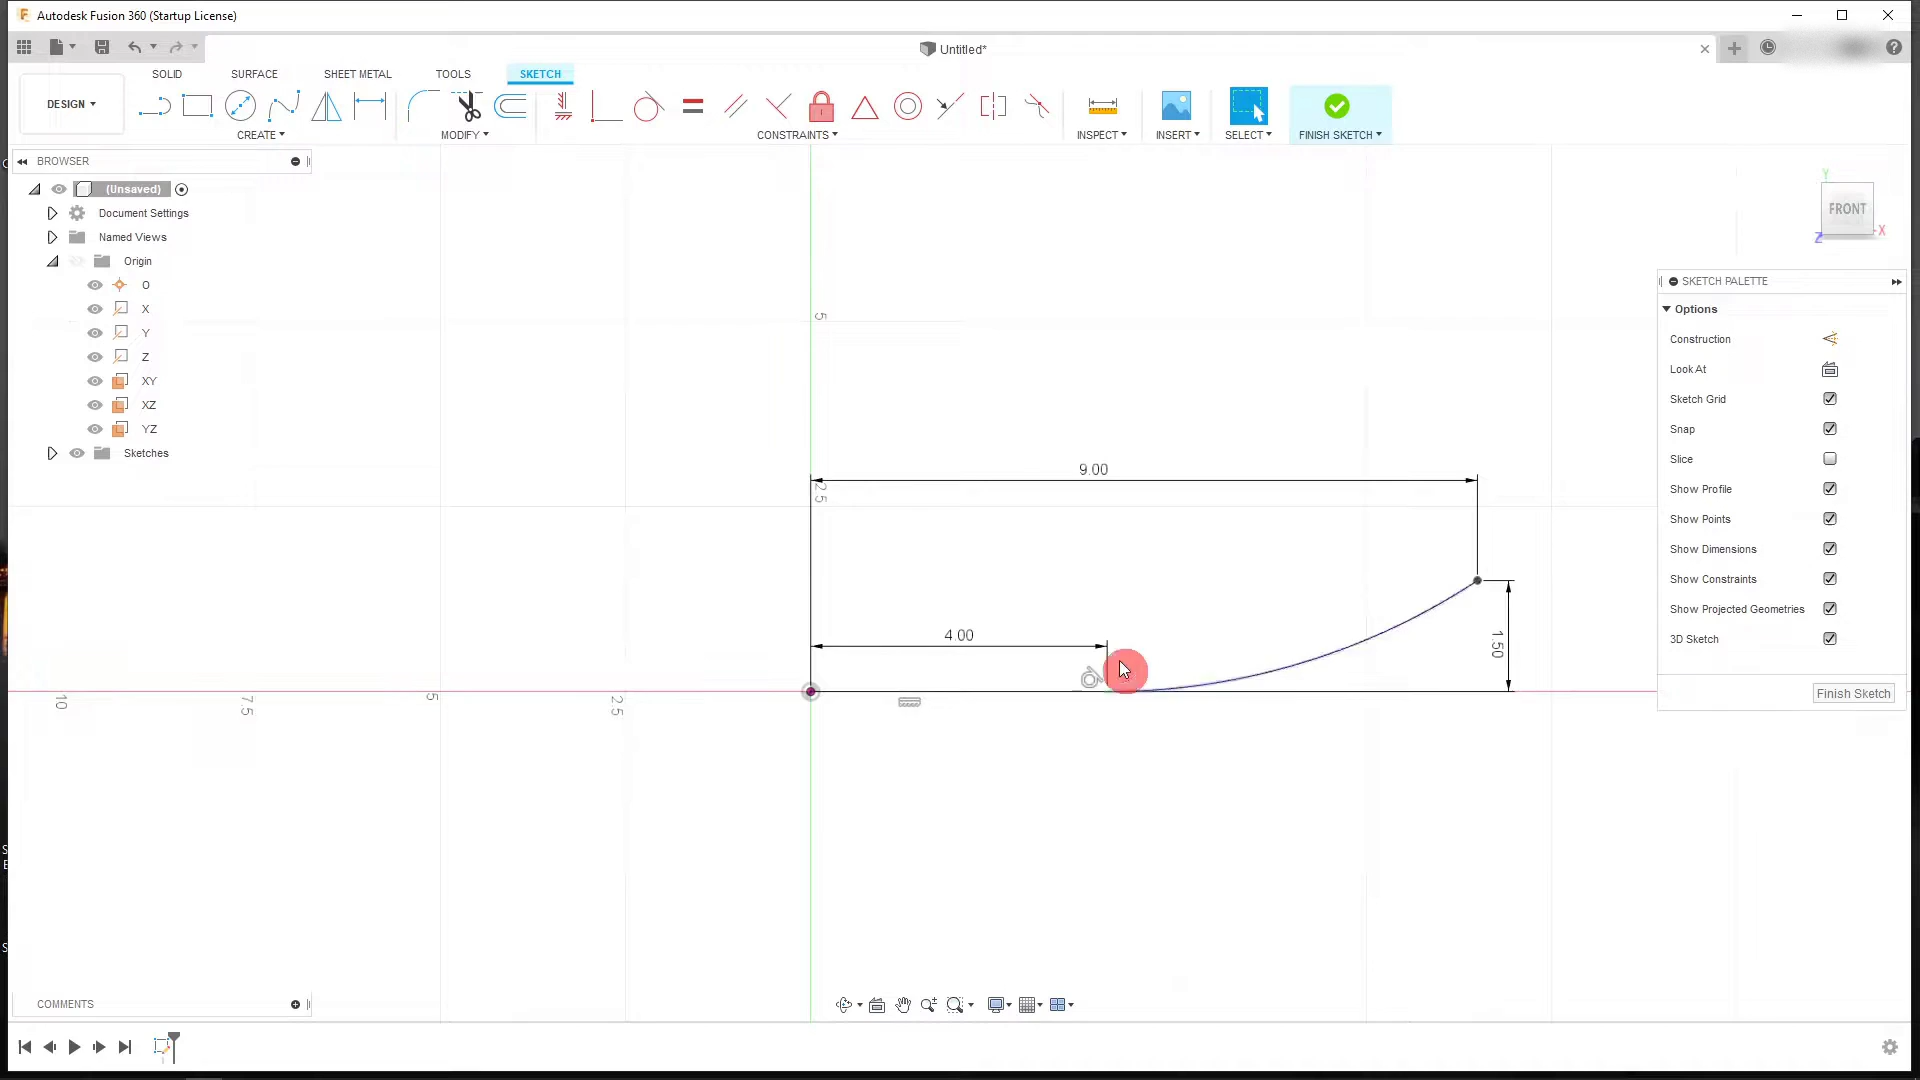 Autodesk Fusion 360 (Startup License)
Untitled*
SOLID SURFACE SHEET METAL TOOLS SKETCH
DESIGN
CREATE MODIFY CONSTRAINTS INSPECT INSERT SELECT FINISH SKETCH
BROWSER
(Unsaved)
Document Settings
Named Views
Origin
O
X
Y
Z
XY
XZ
YZ
Sketches
Y
FRONT
X
Z
SKETCH PALETTE
Options
Construction
Look At
Sketch Grid
Snap
Slice
Show Profile
Show Points
Show Dimensions
Show Constraints
Show Projected Geometries
3D Sketch
Finish Sketch
5
9.00
2.5
4.00
1.50
10 7.5 5 2.5
COMMENTS